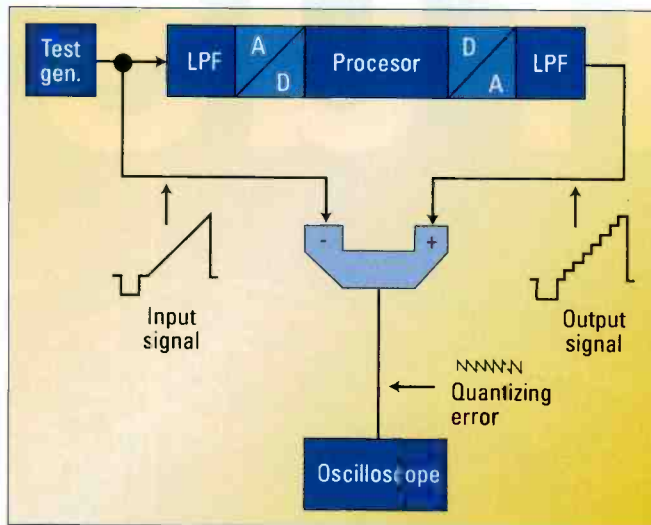 Test
gen.
LPF
A
D
Procesor
D
A
LPF
-
+
Input
signal
Output
signal
Quantizing
error
Oscilloscope